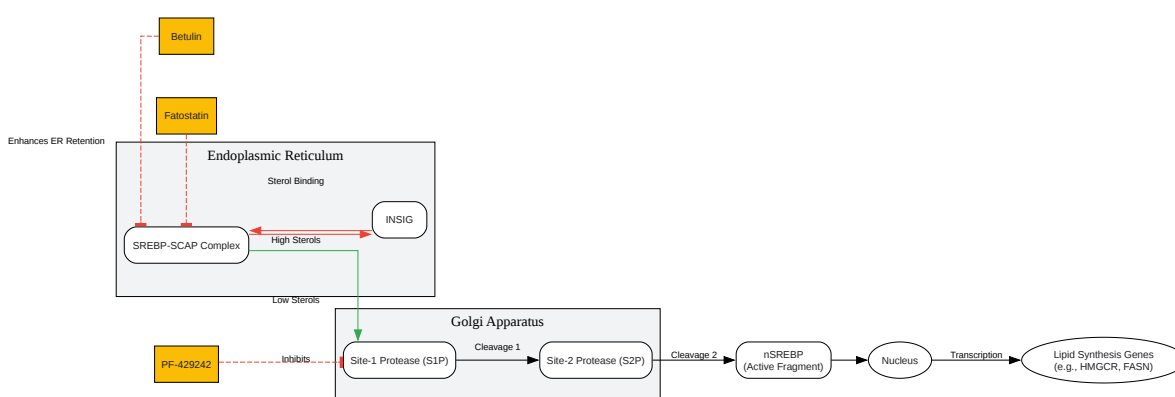 Betulin
Fatostatin
Enhances ER Retention
Endoplasmic Reticulum
Sterol Binding
INSIG
SREBP-SCAP Complex
High Sterols
Low Sterols
Golgi Apparatus
PF-429242
Inhibits
Site-1 Protease (S1P)
Cleavage 1
Site-2 Protease (S2P)
Cleavage 2
nSREBP
(Active Fragment)
Nucleus
Transcription
Lipid Synthesis Genes
(e.g., HMGCR, FASN)